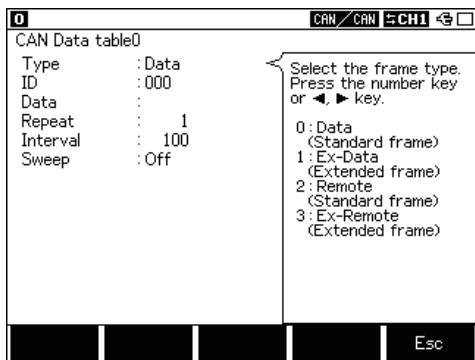 0 CAN/CAN CH1
CAN Data table0
Type : Data
ID : 000
Data :
Repeat : 1
Interval : 100
Sweep : Off
Select the frame type.
Press the number key
or ◄, ► key.
0 : Data
(Standard frame)
1 : Ex-Data
(Extended frame)
2 : Remote
(Standard frame)
3 : Ex-Remote
(Extended frame)
Esc